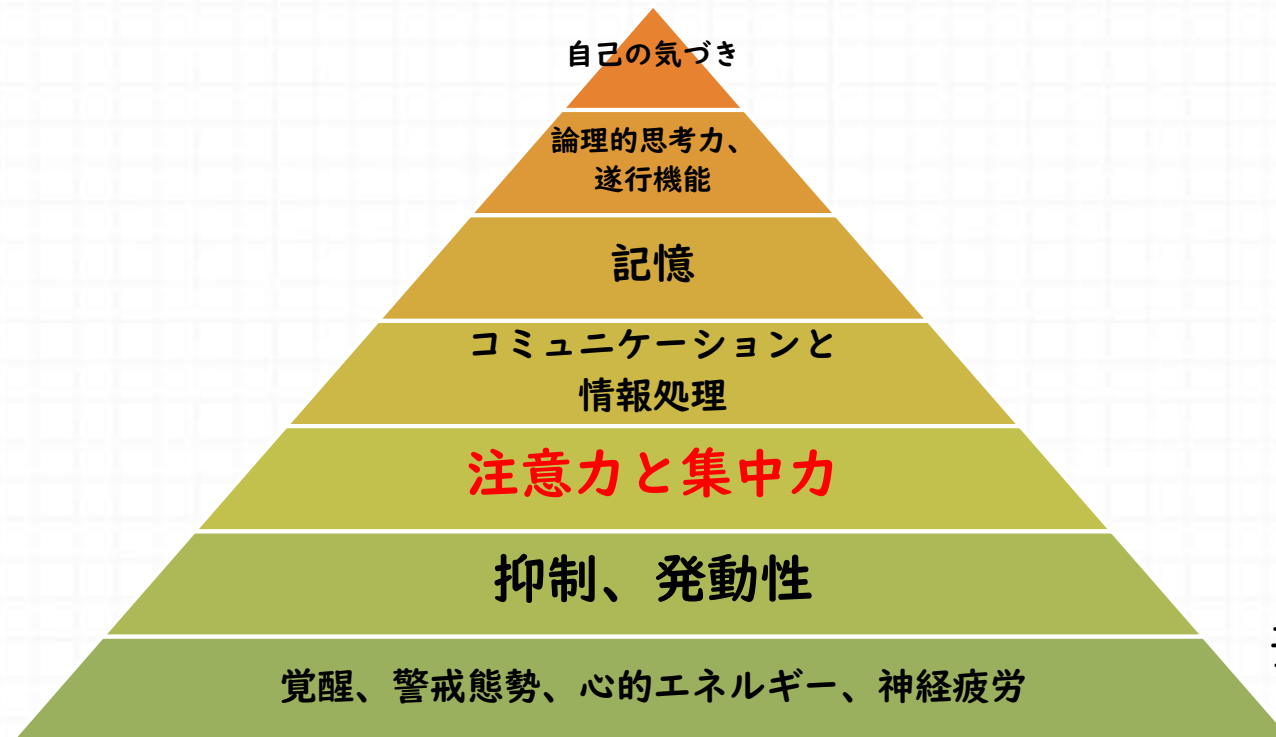 自己の気づき
論理的思考力、
遂行機能
記憶
コミュニケーションと
情報処理
注意力と集中力
抑制、発動性
覚醒、警戒態勢、心的エネルギー、神経疲労